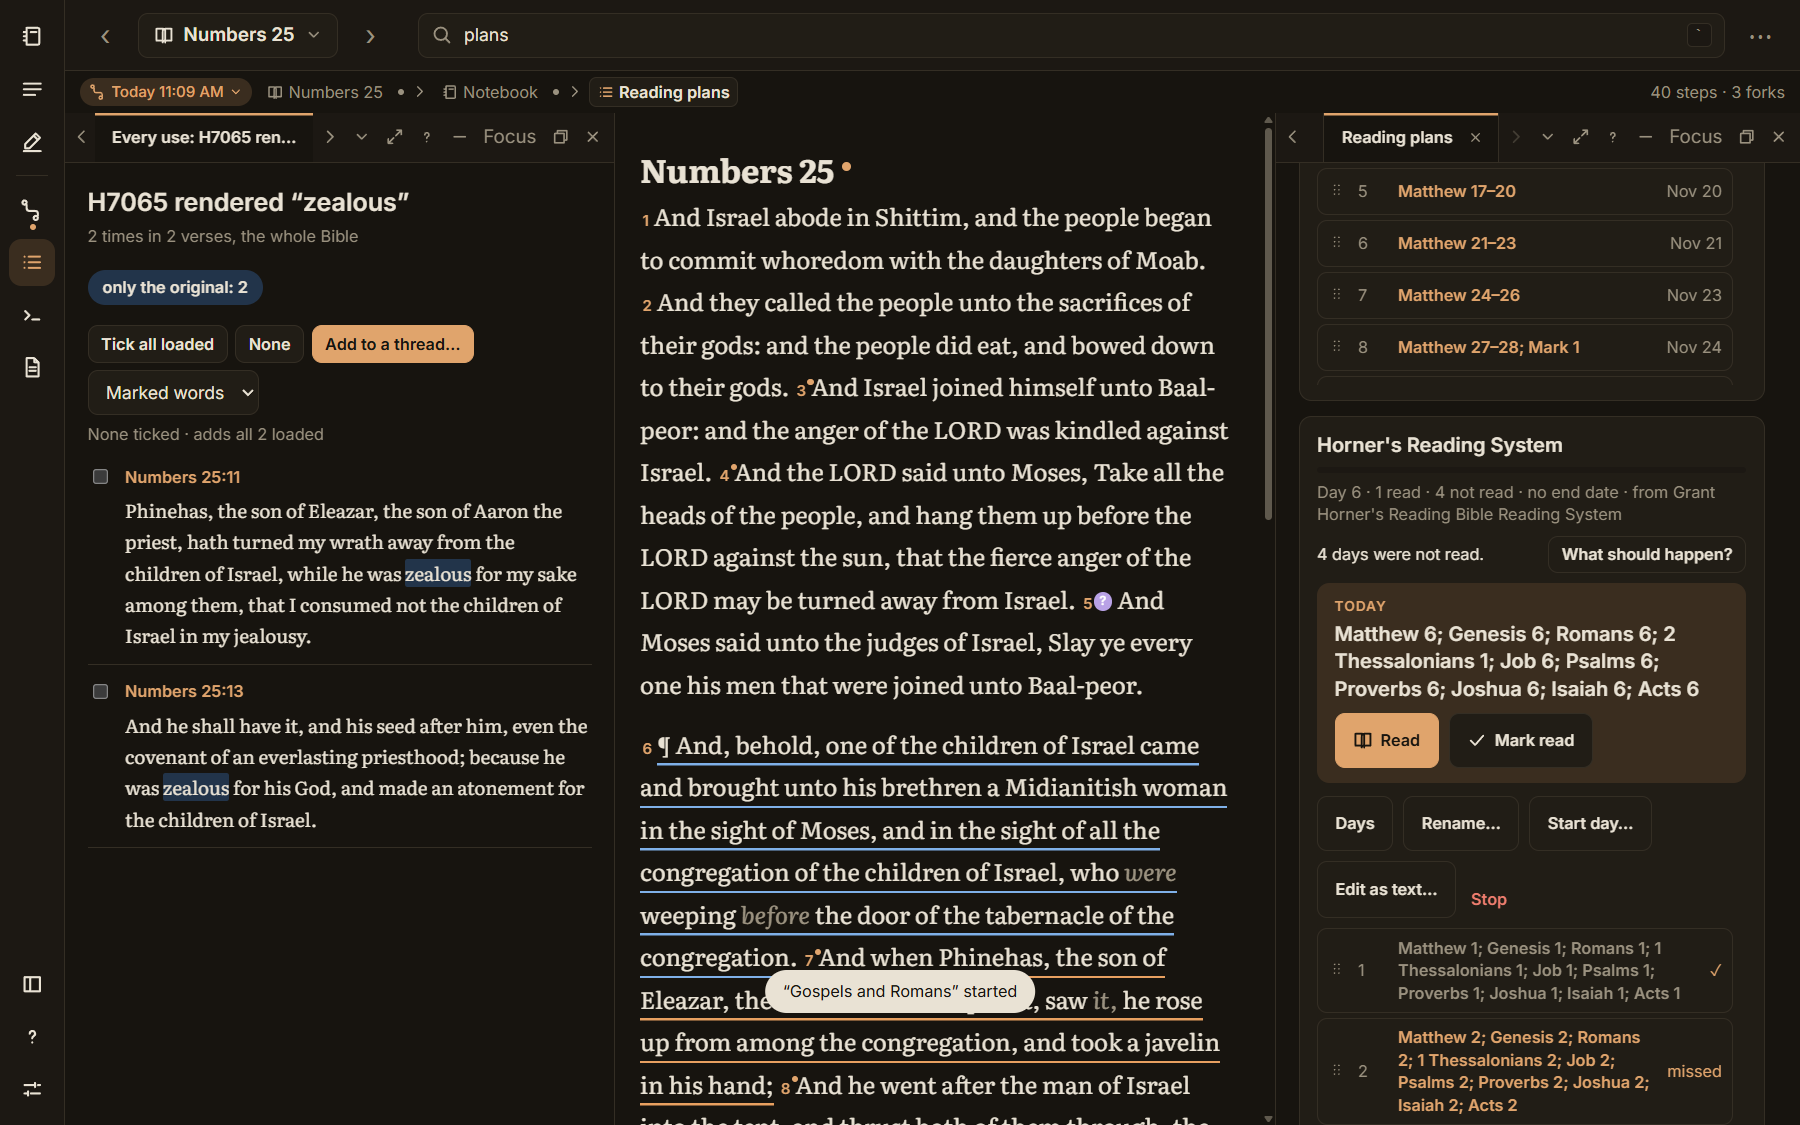 Numbers 25
plans
`
Today 11:09 AM
Numbers 25
Notebook
Reading plans
40 steps · 3 forks
Every use: H7065 ren...
? Focus
H7065 rendered “zealous”
2 times in 2 verses, the whole Bible
only the original: 2
Tick all loaded
None
Add to a thread...
Marked words
None ticked · adds all 2 loaded
Numbers 25:11
Phinehas, the son of Eleazar, the son of Aaron the
priest, hath turned my wrath away from the
children of Israel, while he was zealous for my sake
among them, that I consumed not the children of
Israel in my jealousy.
Numbers 25:13
And he shall have it, and his seed after him, even the
covenant of an everlasting priesthood; because he
was zealous for his God, and made an atonement for
the children of Israel.
Numbers 25
1 And Israel abode in Shittim, and the people began
to commit whoredom with the daughters of Moab.
2 And they called the people unto the sacrifices of
their gods: and the people did eat, and bowed down
to their gods. 3 And Israel joined himself unto Baal-
peor: and the anger of the LORD was kindled against
Israel. 4 And the LORD said unto Moses, Take all the
heads of the people, and hang them up before the
LORD against the sun, that the fierce anger of the
LORD may be turned away from Israel. 5 ? And
Moses said unto the judges of Israel, Slay ye every
one his men that were joined unto Baal-peor.
6 ¶ And, behold, one of the children of Israel came
and brought unto his brethren a Midianitish woman
in the sight of Moses, and in the sight of all the
congregation of the children of Israel, who were
weeping before the door of the tabernacle of the
congregation. 7 And when Phinehas, the son of
Eleazar, the saw it, he rose
“Gospels and Romans” started
up from among the congregation, and took a javelin
in his hand; 8 And he went after the man of Israel
into the tent, and thrust both of them through, the
Reading plans
? Focus
5 Matthew 17–20 Nov 20
6 Matthew 21–23 Nov 21
7 Matthew 24–26 Nov 23
8 Matthew 27–28; Mark 1 Nov 24
Horner's Reading System
Day 6 · 1 read · 4 not read · no end date · from Grant
Horner's Reading Bible Reading System
4 days were not read.
What should happen?
TODAY
Matthew 6; Genesis 6; Romans 6; 2
Thessalonians 1; Job 6; Psalms 6;
Proverbs 6; Joshua 6; Isaiah 6; Acts 6
Read
Mark read
Days
Rename...
Start day...
Edit as text...
Stop
1 Matthew 1; Genesis 1; Romans 1; 1
Thessalonians 1; Job 1; Psalms 1;
Proverbs 1; Joshua 1; Isaiah 1; Acts 1
2 Matthew 2; Genesis 2; Romans
2; 1 Thessalonians 2; Job 2;
Psalms 2; Proverbs 2; Joshua 2;
Isaiah 2; Acts 2
missed
?